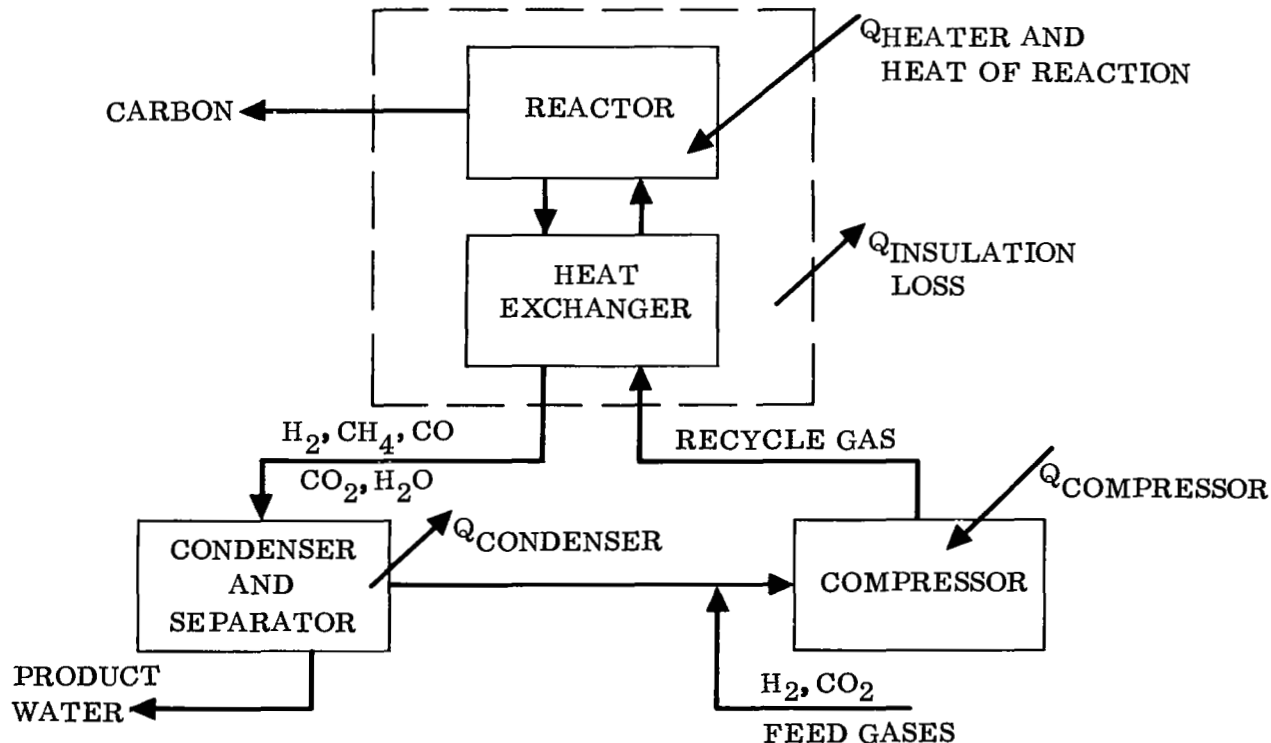 QHEATER AND
HEAT OF REACTION
REACTOR
CARBON
QINSULATION
LOSS
HEAT
EXCHANGER
H2, CH4, CO
CO2, H2O
RECYCLE GAS
QCOMPRESSOR
QCONDENSER
CONDENSER
AND
SEPARATOR
COMPRESSOR
PRODUCT
WATER
H2, CO2
FEED GASES